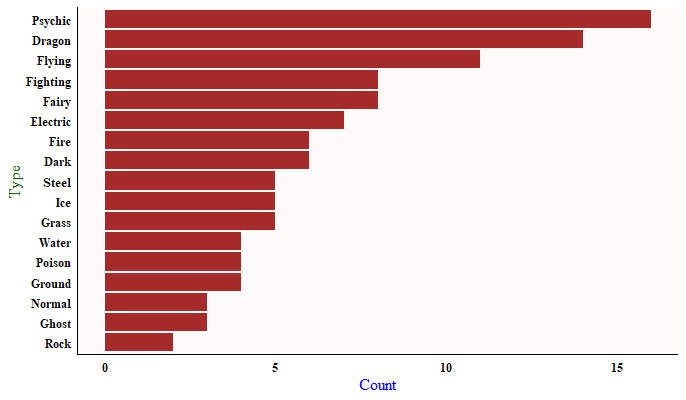 Psychic
Dragon
Flying
Fighting
Fairy
Electric
Fire
Dark
Steel
Ice
Grass
Water
Poison
Ground
Normal
Ghost
Rock
Type
0 5 10 15
Count